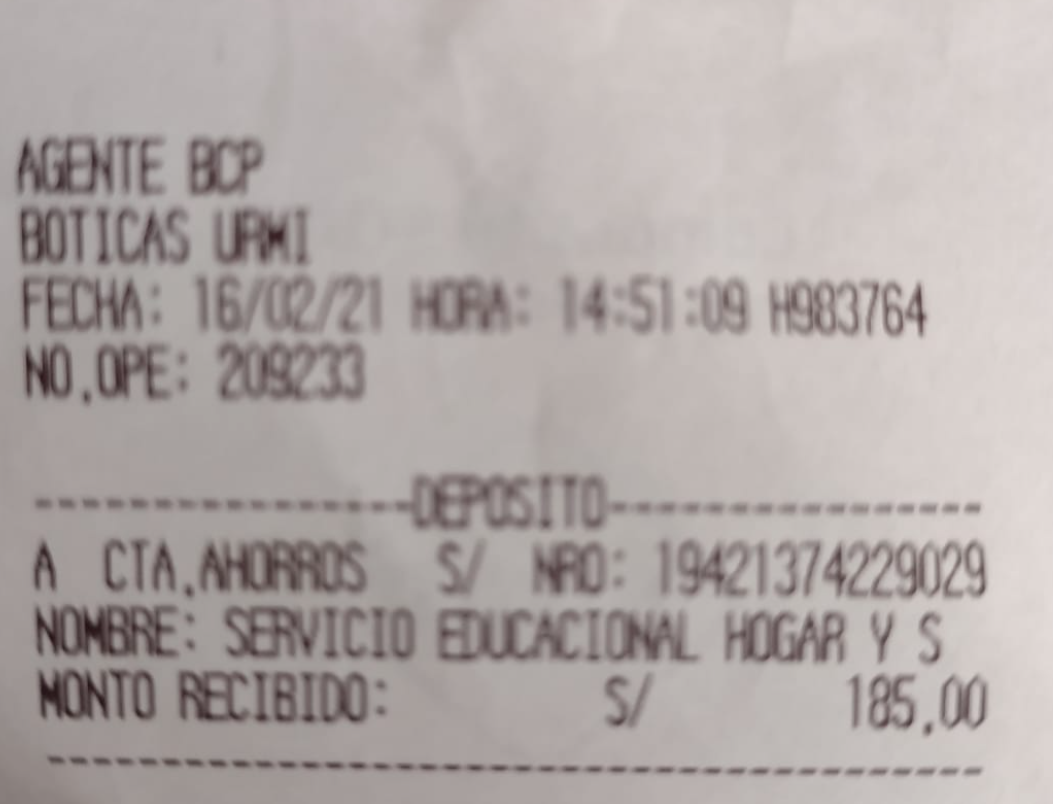 AGENTE BCP
BOTICAS URMI
FECHA: 16/02/21 HORA: 14:51:09 H983764
NO.OPE: 209233
----------------DEPOSITO----------------
A CTA.AHORROS S/ NRO: 19421374229029
NOMBRE: SERVICIO EDUCACIONAL HOGAR Y S
MONTO RECIBIDO: S/ 185.00
----------------------------------------